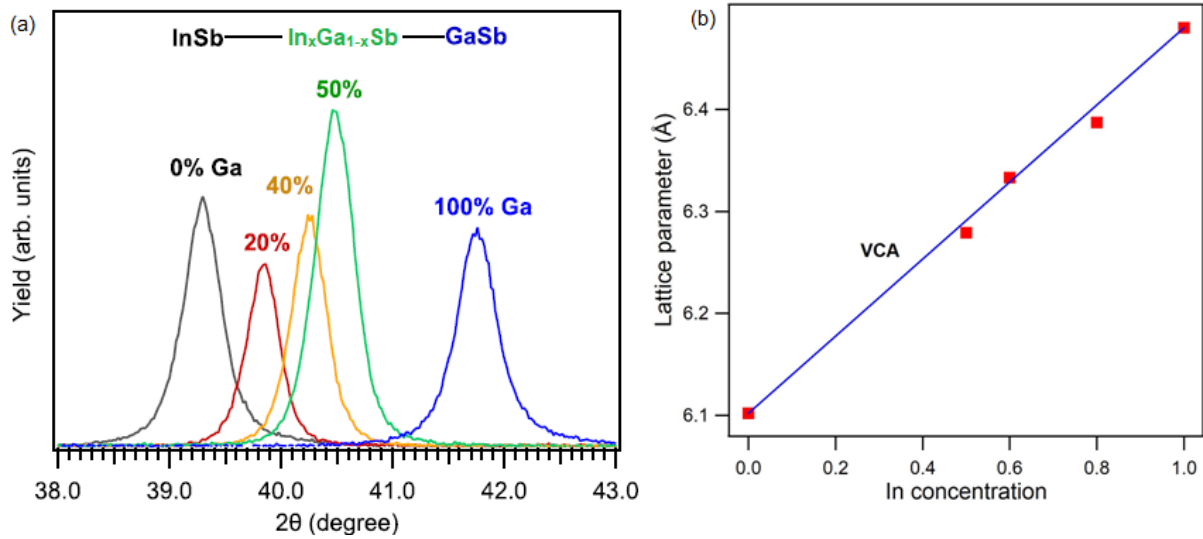 (a)
InSb — InₓGa₁₋ₓSb — GaSb
50%
0% Ga
40%
20%
100% Ga
Yield (arb. units)
38.0 39.0 40.0 41.0 42.0 43.0
2θ (degree)
(b)
6.4
6.3
6.2
6.1
Lattice parameter (Å)
VCA
0.0 0.2 0.4 0.6 0.8 1.0
In concentration